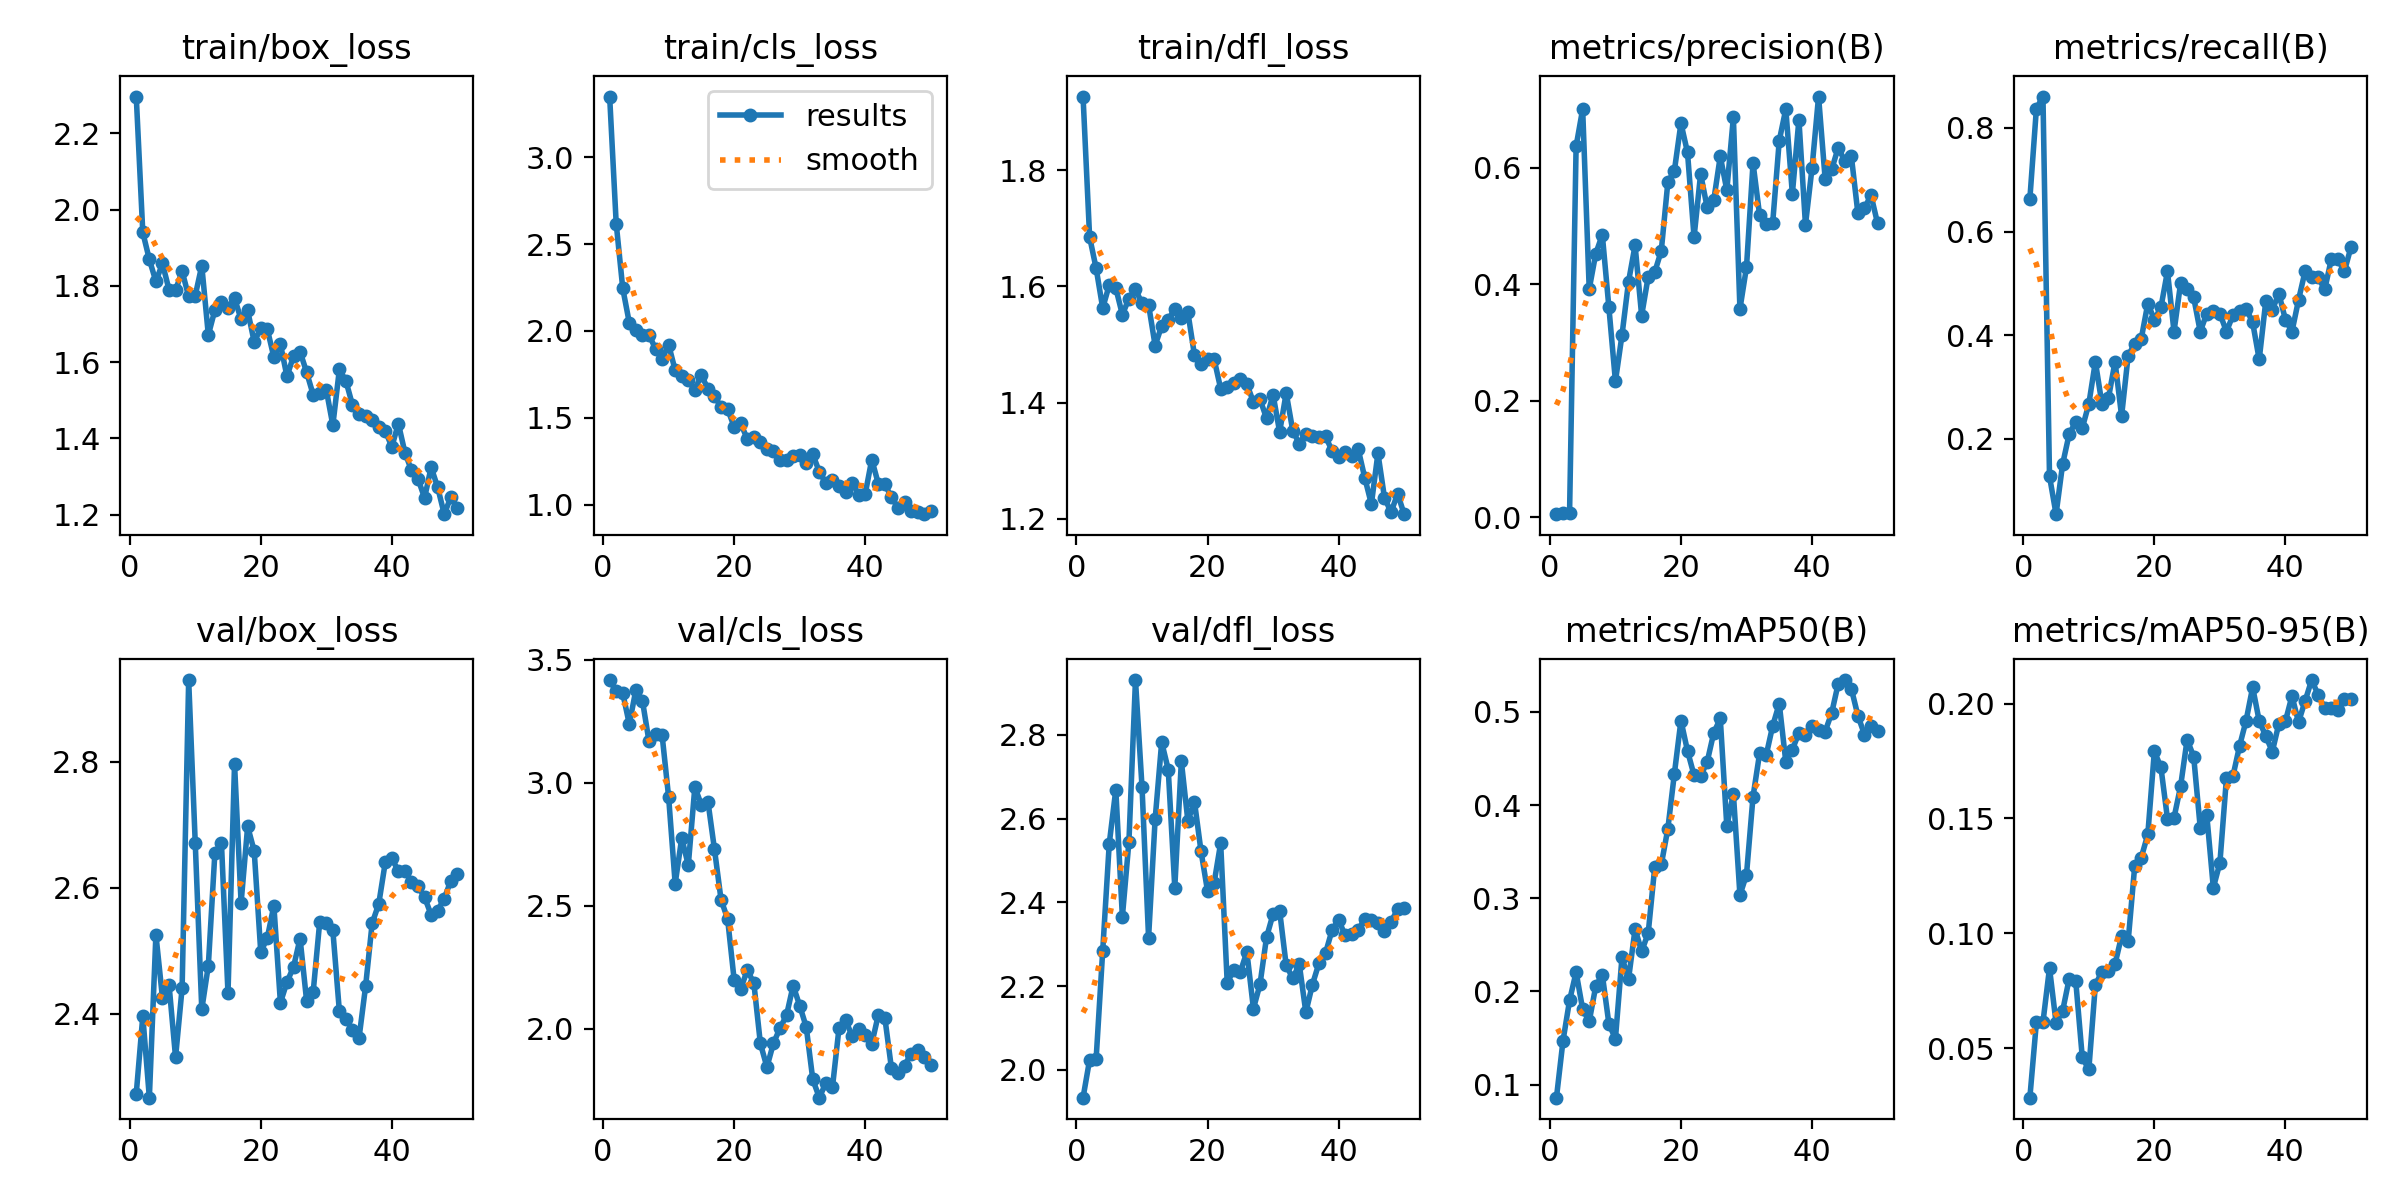 train/box_loss
2.2
2.0
1.8
1.6
1.4
1.2
0 20 40
train/cls_loss
results
smooth
3.0
2.5
2.0
1.5
1.0
0 20 40
train/dfl_loss
1.8
1.6
1.4
1.2
0 20 40
metrics/precision(B)
0.6
0.4
0.2
0.0
0 20 40
metrics/recall(B)
0.8
0.6
0.4
0.2
0 20 40
val/box_loss
2.8
2.6
2.4
0 20 40
val/cls_loss
3.5
3.0
2.5
2.0
0 20 40
val/dfl_loss
2.8
2.6
2.4
2.2
2.0
0 20 40
metrics/mAP50(B)
0.5
0.4
0.3
0.2
0.1
0 20 40
metrics/mAP50-95(B)
0.20
0.15
0.10
0.05
0 20 40